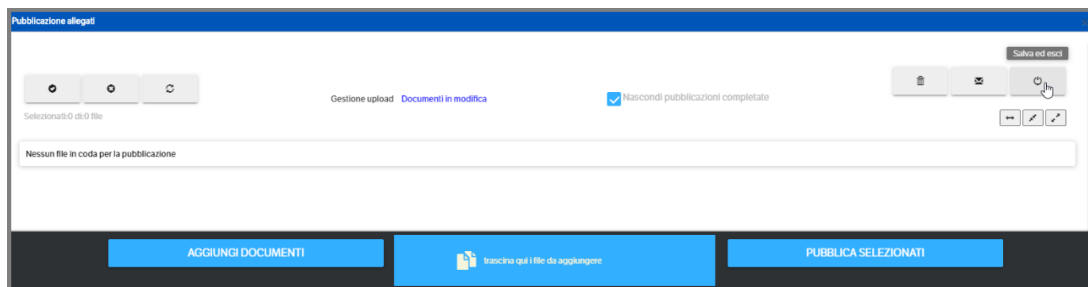 Pubblicazione allegati
Salva ed esci
Gestione upload Documenti in modifica
Nascondi pubblicazioni completate
Selezionati:0 di:0 file
Nessun file in coda per la pubblicazione
AGGIUNGI DOCUMENTI
trascina qui i file da aggiungere
PUBBLICA SELEZIONATI